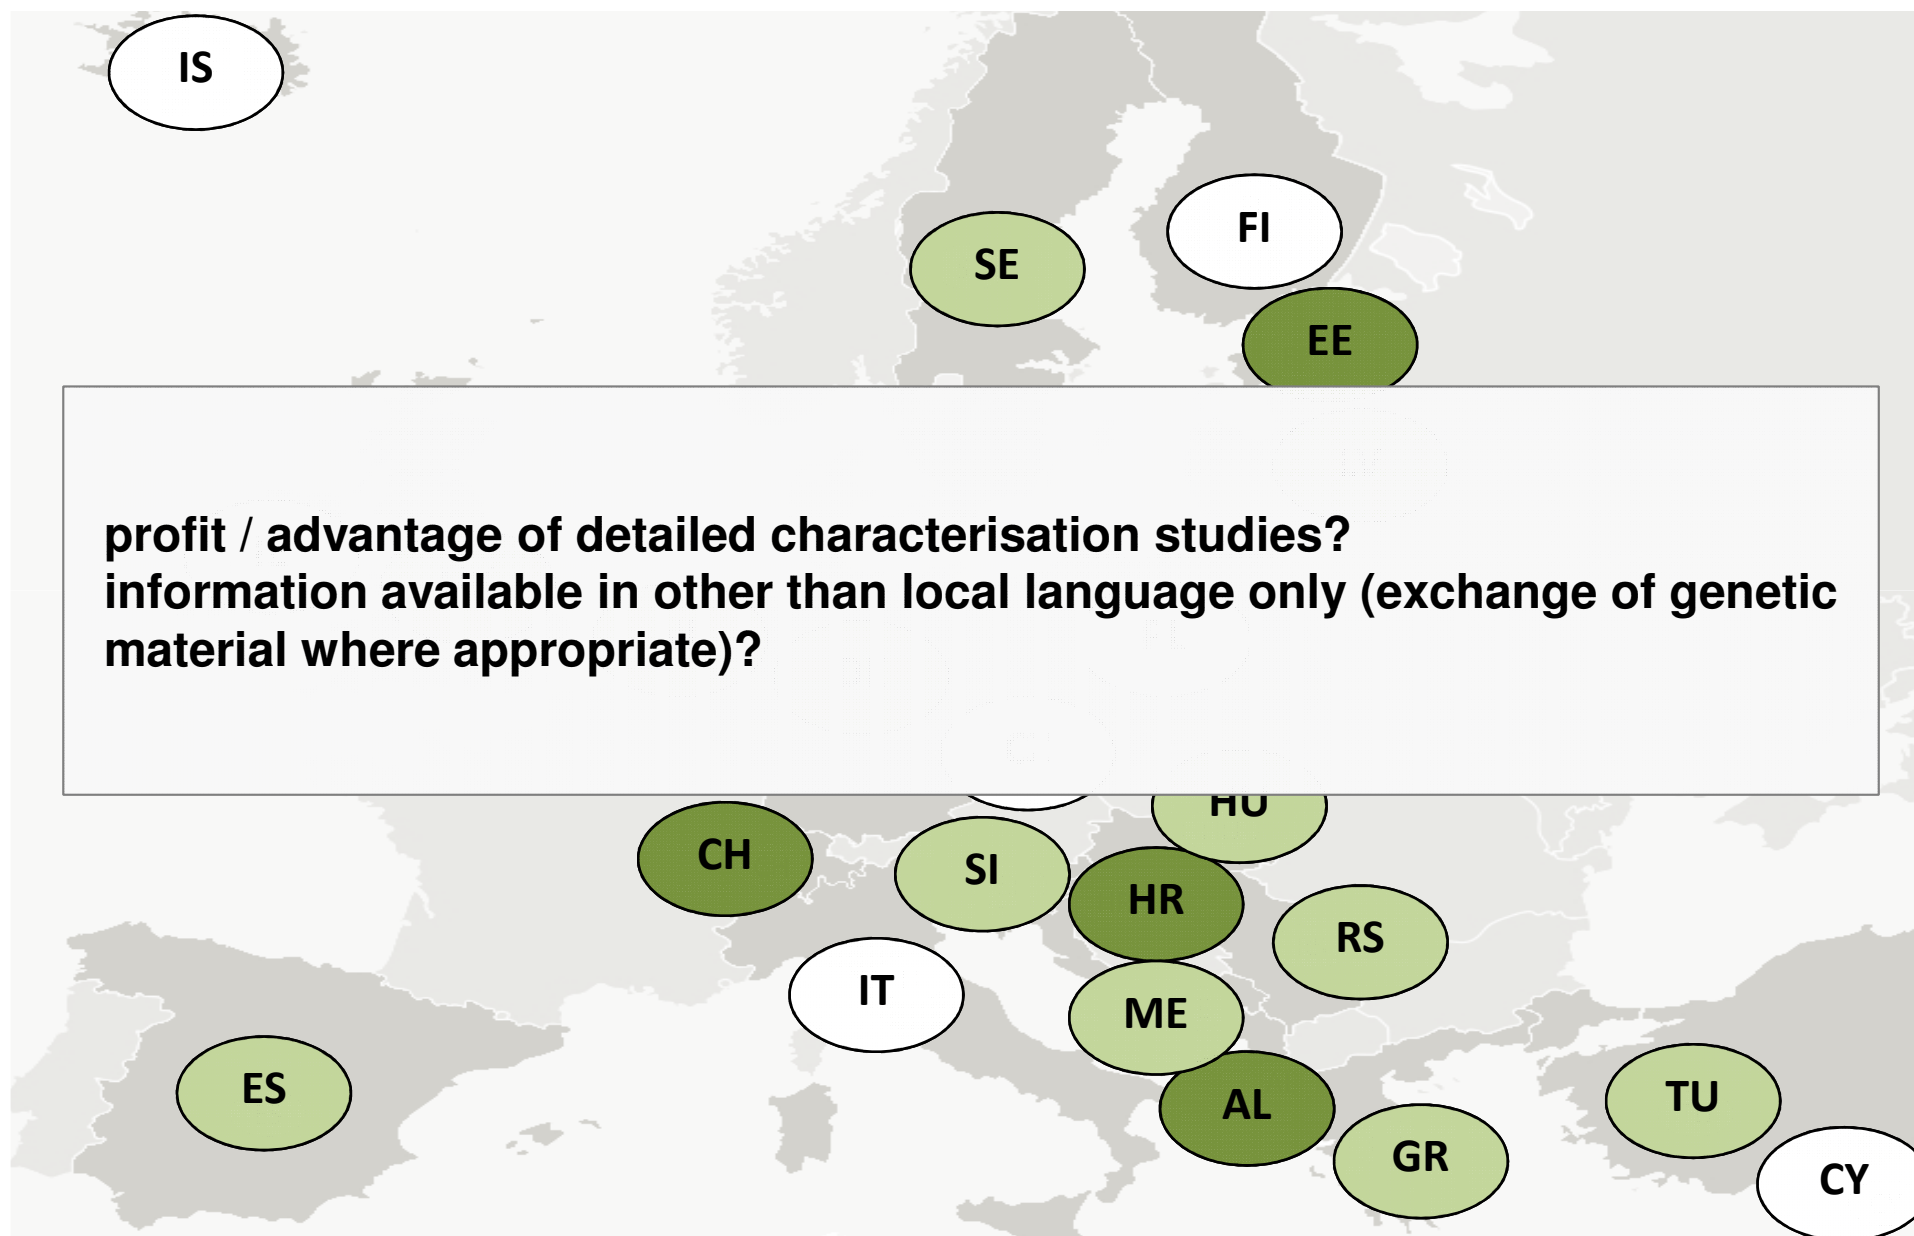 IS
FI
SE
EE
profit / advantage of detailed characterisation studies?
information available in other than local language only (exchange of genetic
material where appropriate)?
HU
CH
SI
HR
RS
IT
ME
ES
AL
TU
GR
CY